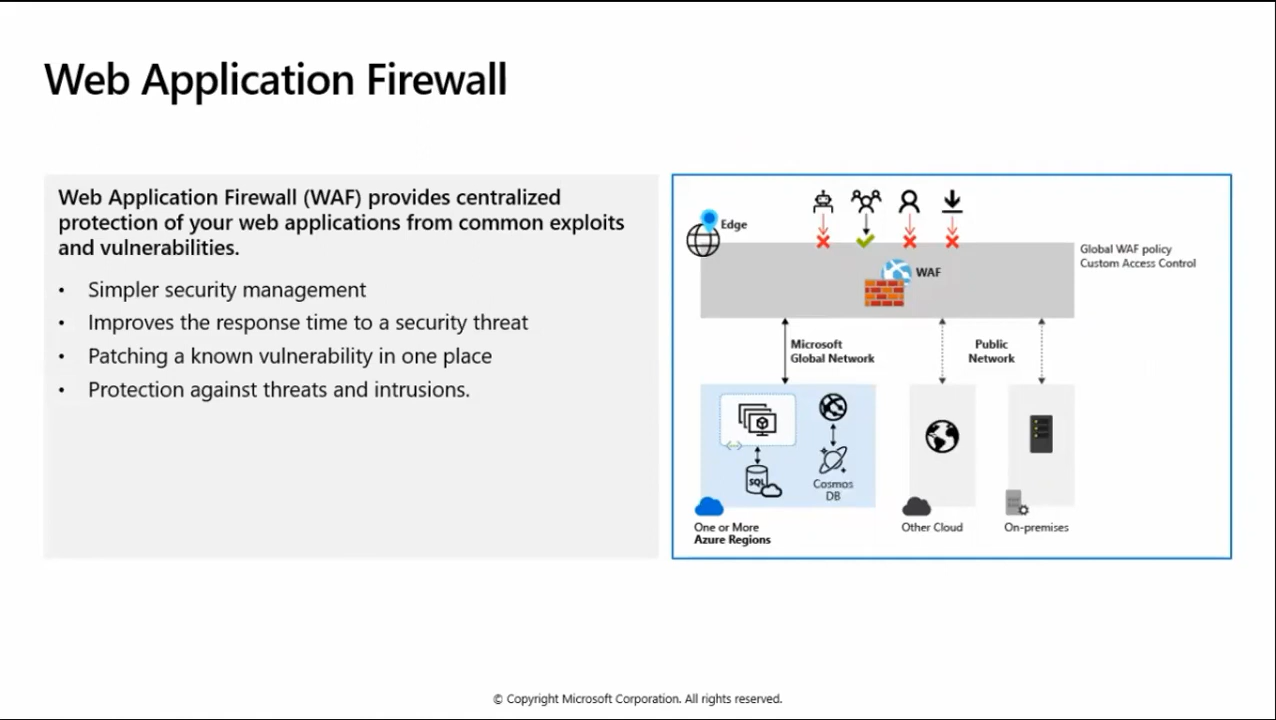 Web Application Firewall
Web Application Firewall (WAF) provides centralized
protection of your web applications from common exploits
and vulnerabilities.
• Simpler security management
• Improves the response time to a security threat
• Patching a known vulnerability in one place
• Protection against threats and intrusions.
Edge
Global WAF policy
Custom Access Control
WAF
Microsoft
Global Network
Public
Network
SQL
Cosmos
DB
One or More
Azure Regions
Other Cloud
On-premises
© Copyright Microsoft Corporation. All rights reserved.